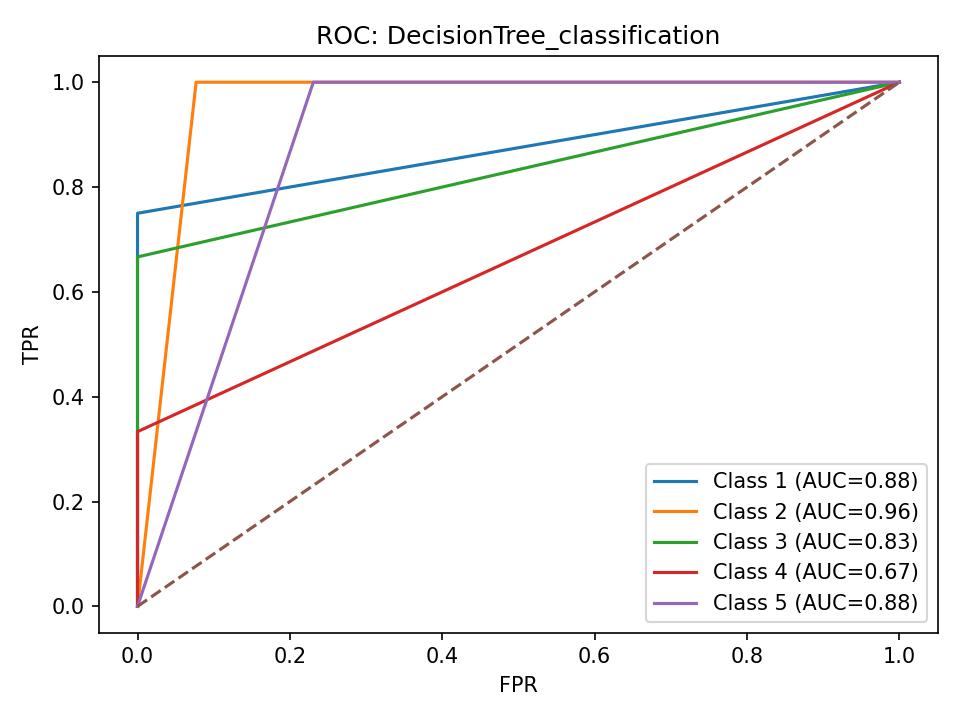 ROC: DecisionTree_classification
TPR
1.0
0.8
0.6
0.4
0.2
0.0
0.0 0.2 0.4 0.6 0.8 1.0
FPR
Class 1 (AUC=0.88)
Class 2 (AUC=0.96)
Class 3 (AUC=0.83)
Class 4 (AUC=0.67)
Class 5 (AUC=0.88)